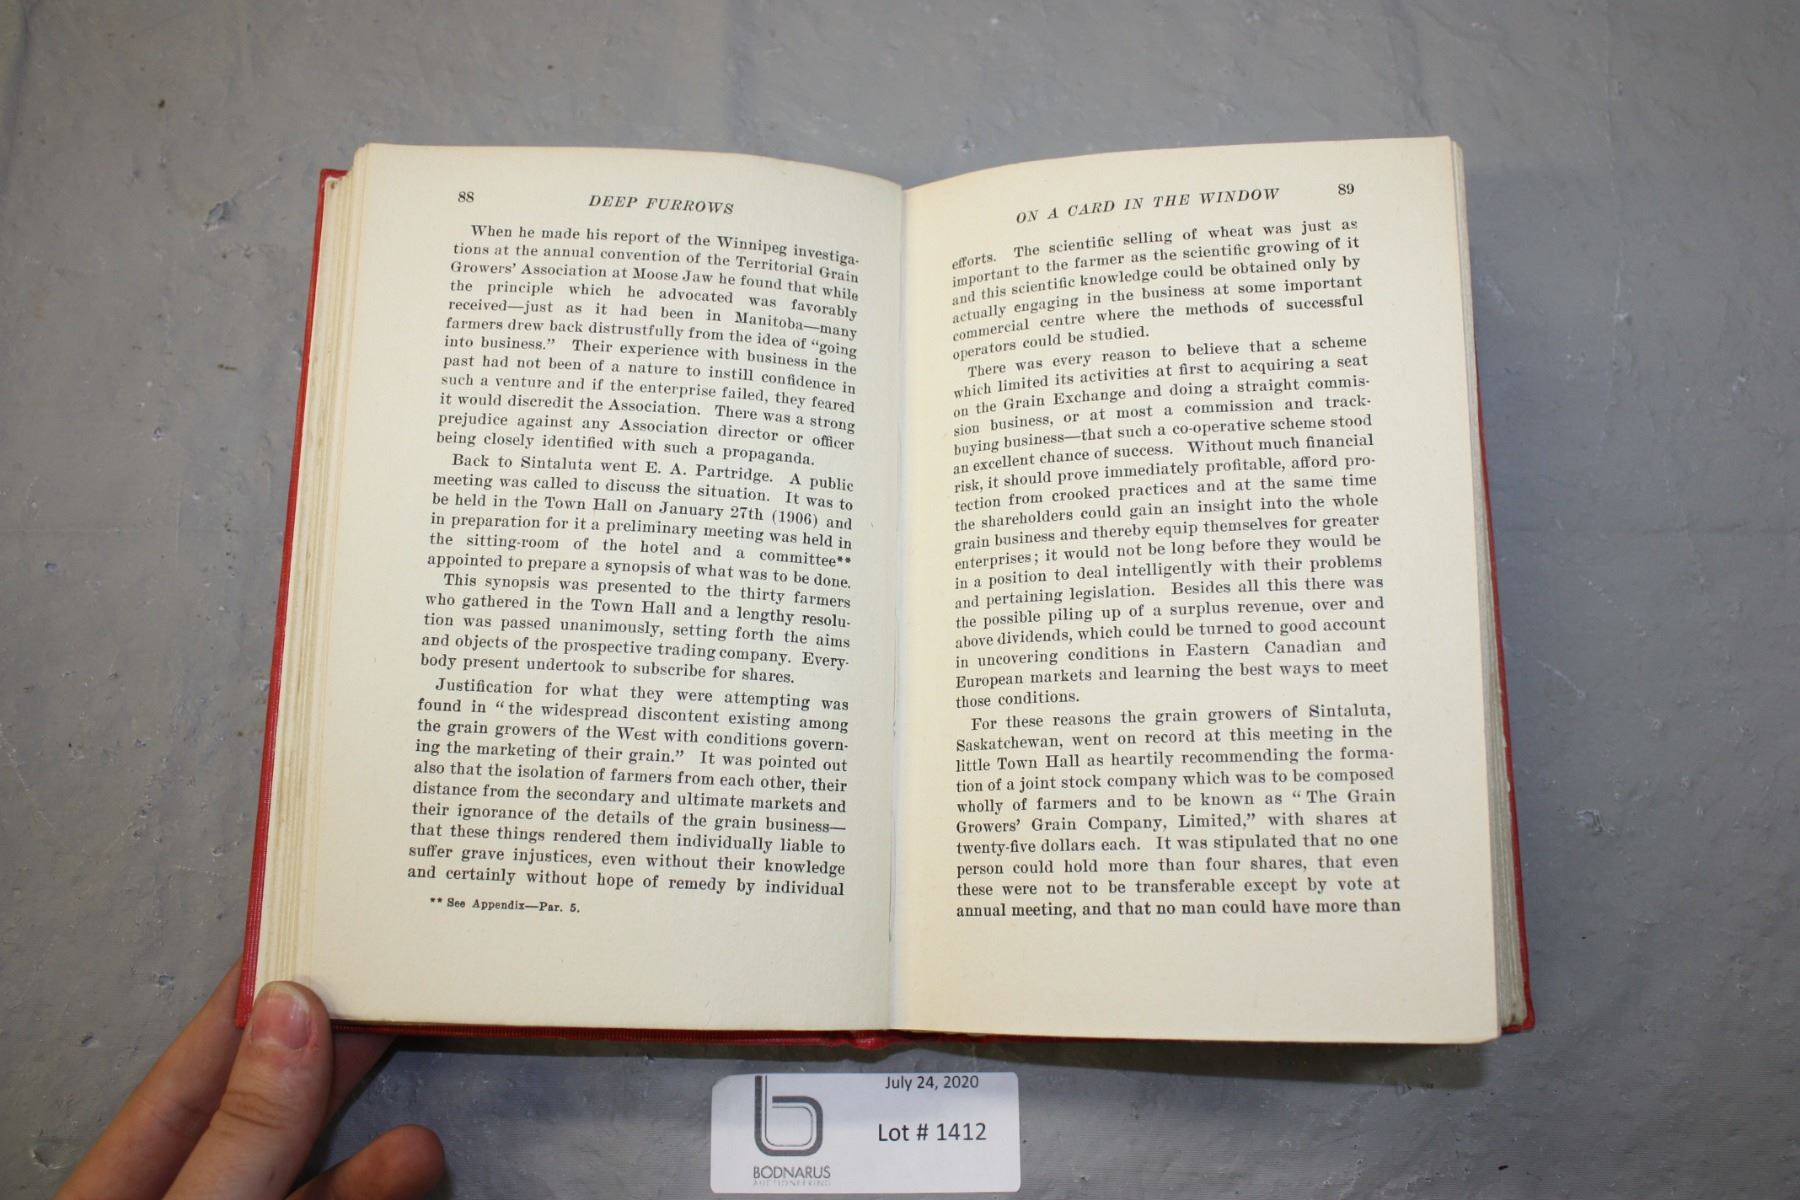 88
DEEP FURROWS
When he made his report of the Winnipeg investiga-
tions at the annual convention of the Territorial Grain
Growers' Association at Moose Jaw he found that while
the principle which he advocated was favorably
received—just as it had been in Manitoba—many
farmers drew back distrustfully from the idea of "going
into business." Their experience with business in the
past had not been of a nature to instill confidence in
such a venture and if the enterprise failed, they feared
it would discredit the Association. There was a strong
prejudice against any Association director or officer
being closely identified with such a propaganda.
Back to Sintaluta went E. A. Partridge. A public
meeting was called to discuss the situation. It was to
be held in the Town Hall on January 27th (1906) and
in preparation for it a preliminary meeting was held in
the sitting-room of the hotel and a committee**
appointed to prepare a synopsis of what was to be done.
This synopsis was presented to the thirty farmers
who gathered in the Town Hall and a lengthy resolu-
tion was passed unanimously, setting forth the aims
and objects of the prospective trading company. Every-
body present undertook to subscribe for shares.
Justification for what they were attempting was
found in "the widespread discontent existing among
the grain growers of the West with conditions govern-
ing the marketing of their grain." It was pointed out
also that the isolation of farmers from each other, their
distance from the secondary and ultimate markets and
their ignorance of the details of the grain business—
that these things rendered them individually liable to
suffer grave injustices, even without their knowledge
and certainly without hope of remedy by individual
** See Appendix—Par. 5.
ON A CARD IN THE WINDOW
89
efforts. The scientific selling of wheat was just as
important to the farmer as the scientific growing of it
and this scientific knowledge could be obtained only by
actually engaging in the business at some important
commercial centre where the methods of successful
operators could be studied.
There was every reason to believe that a scheme
which limited its activities at first to acquiring a seat
on the Grain Exchange and doing a straight commis-
sion business, or at most a commission and track-
buying business—that such a co-operative scheme stood
an excellent chance of success. Without much financial
risk, it should prove immediately profitable, afford pro-
tection from crooked practices and at the same time
the shareholders could gain an insight into the whole
grain business and thereby equip themselves for greater
enterprises; it would not be long before they would be
in a position to deal intelligently with their problems
and pertaining legislation. Besides all this there was
the possible piling up of a surplus revenue, over and
above dividends, which could be turned to good account
in uncovering conditions in Eastern Canadian and
European markets and learning the best ways to meet
those conditions.
For these reasons the grain growers of Sintaluta,
Saskatchewan, went on record at this meeting in the
little Town Hall as heartily recommending the forma-
tion of a joint stock company which was to be composed
wholly of farmers and to be known as "The Grain
Growers' Grain Company, Limited," with shares at
twenty-five dollars each. It was stipulated that no one
person could hold more than four shares, that even
these were not to be transferable except by vote at
annual meeting, and that no man could have more than
July 24, 2020
Lot # 1412
BODNARUS
AUCTIONEERING